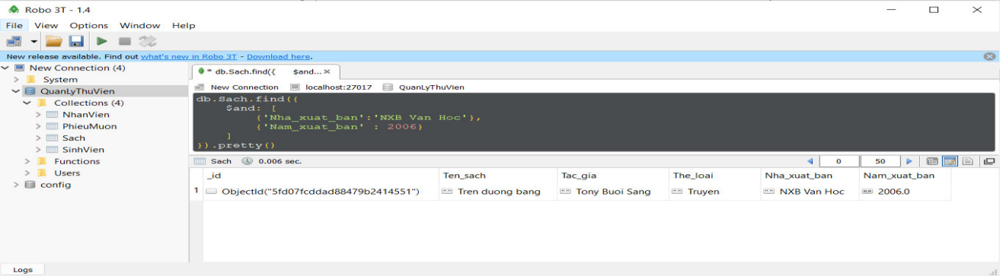 Robo 3T - 1.4
File View Options Window Help
New release available. Find out what's new in Robo 3T - Download here.
New Connection (4)
System
QuanLyThuVien
Collections (4)
NhanVien
PhieuMuon
Sach
SinhVien
Functions
Users
config
* db.Sach.find({ $and...
New Connection localhost:27017 QuanLyThuVien
db.Sach.find({
$and: [
{'Nha_xuat_ban':'NXB Van Hoc'},
{'Nam_xuat_ban' : 2006}
]
}).pretty()
Sach 0.006 sec. 0 50
_id Ten_sach Tac_gia The_loai Nha_xuat_ban Nam_xuat_ban
1 ObjectId("5fd07fcddad88479b2414551") Tren duong bang Tony Buoi Sang Truyen NXB Van Hoc 2006.0
Logs